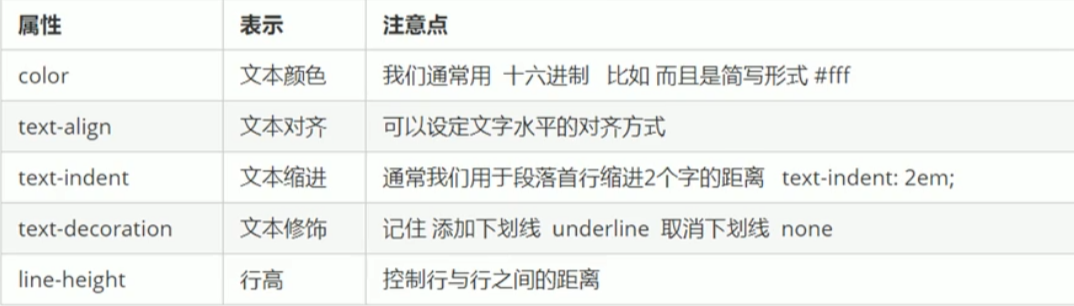 属性 表示 注意点
color 文本颜色 我们通常用 十六进制 比如 而且是简写形式 #fff
text-align 文本对齐 可以设定文字水平的对齐方式
text-indent 文本缩进 通常我们用于段落首行缩进2个字的距离 text-indent: 2em;
text-decoration 文本修饰 记住 添加下划线 underline 取消下划线 none
line-height 行高 控制行与行之间的距离